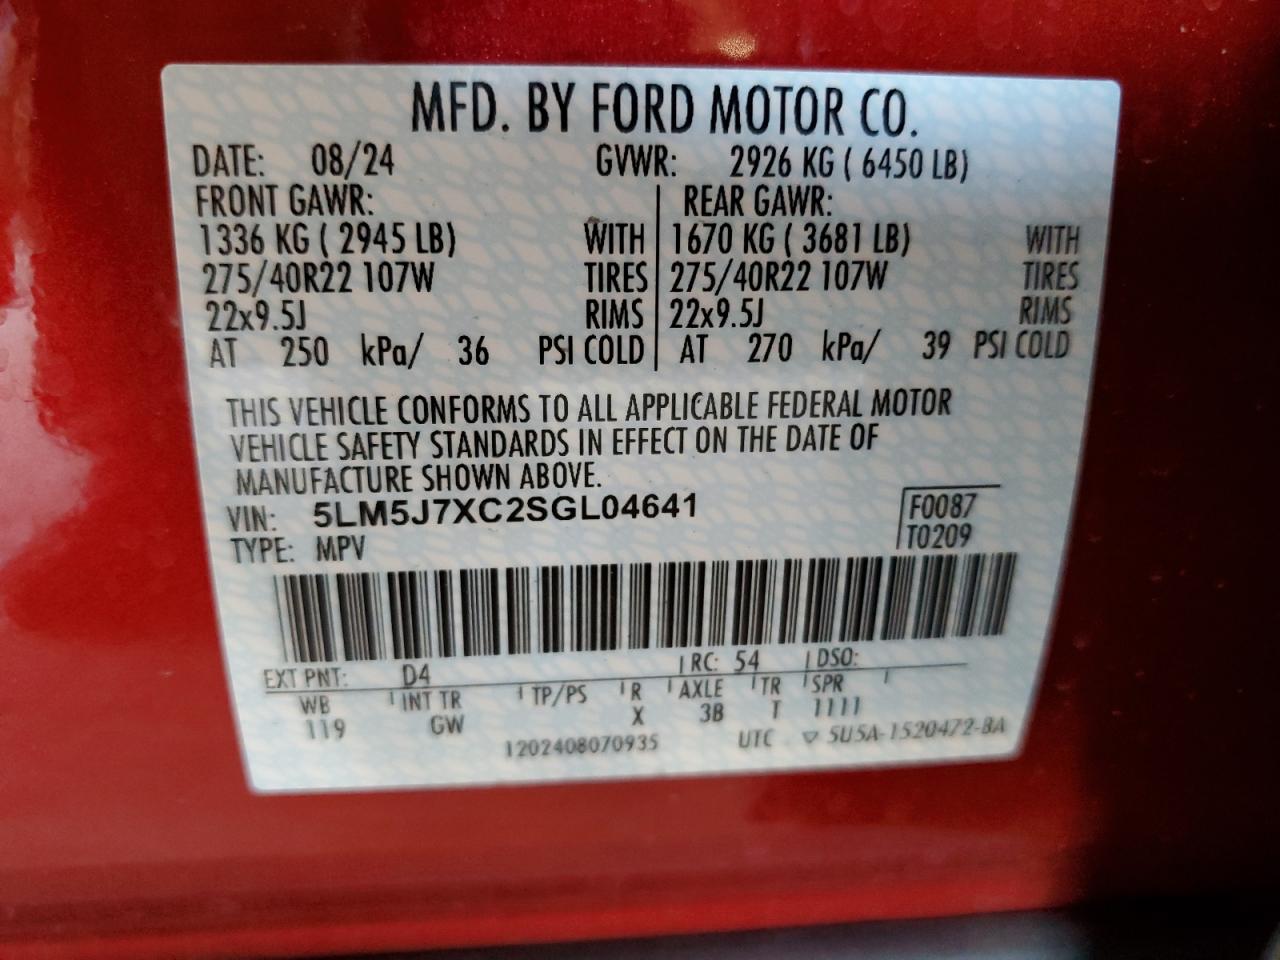 MFD. BY FORD MOTOR CO.
DATE: 08/24 GVWR: 2926 KG ( 6450 LB)
FRONT GAWR: REAR GAWR:
1336 KG ( 2945 LB) WITH 1670 KG ( 3681 LB) WITH
275/40R22 107W TIRES 275/40R22 107W TIRES
22x9.5J RIMS 22x9.5J RIMS
AT 250 kPa/ 36 PSI COLD AT 270 kPa/ 39 PSI COLD
THIS VEHICLE CONFORMS TO ALL APPLICABLE FEDERAL MOTOR
VEHICLE SAFETY STANDARDS IN EFFECT ON THE DATE OF
MANUFACTURE SHOWN ABOVE.
VIN: 5LM5J7XC2SGL04641 F0087
TYPE: MPV T0209
EXT PNT: D4 RC: 54 DSO:
WB INT TR TP/PS R AXLE TR SPR
119 GW X 3B T 1111
1202408070935 UTC ▽ 5U5A-1520472-BA